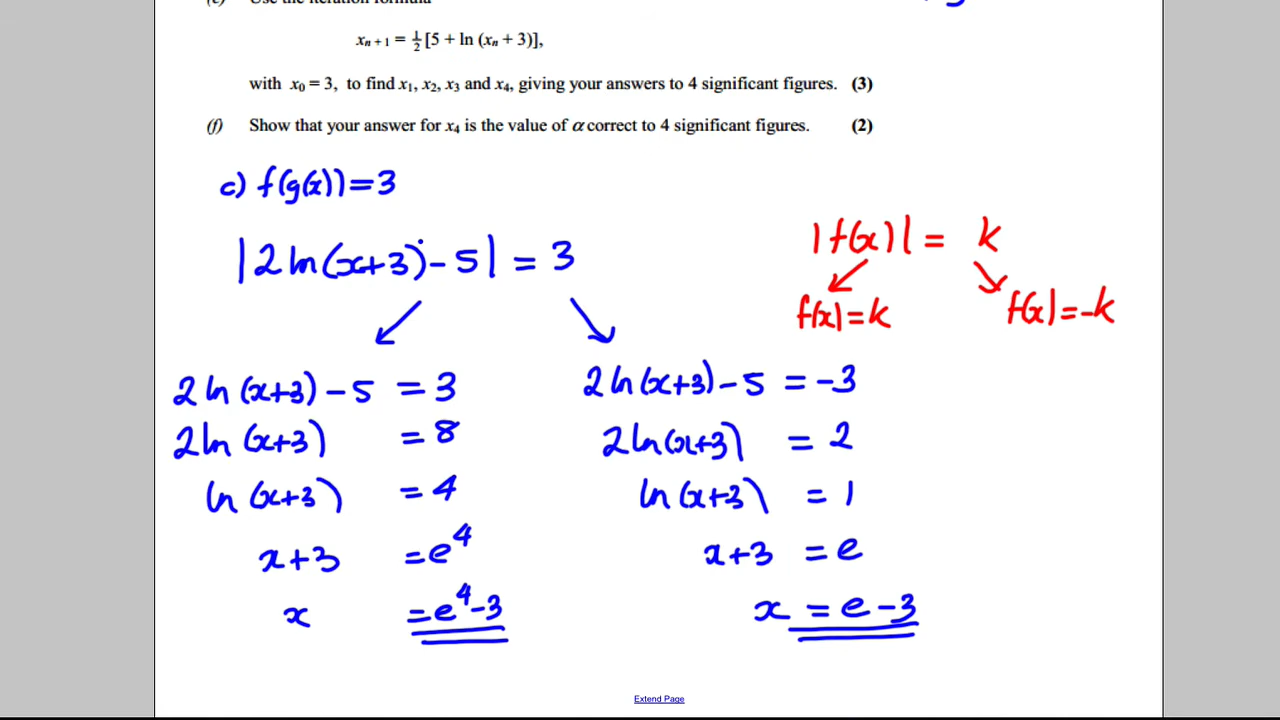 x_{n+1} = ½[5 + ln (x_n + 3)],
with x₀ = 3, to find x₁, x₂, x₃ and x₄, giving your answers to 4 significant figures. (3)
(f) Show that your answer for x₄ is the value of α correct to 4 significant figures. (2)
c) f(g(x)) = 3
|2 ln(x+3) - 5| = 3
|f(x)| = k
f(x) = k f(x) = -k
2 ln (x+3) - 5 = 3
2 ln (x+3) = 8
ln (x+3) = 4
x + 3 = e⁴
x = e⁴ - 3
2 ln (x+3) - 5 = -3
2 ln (x+3) = 2
ln (x+3) = 1
x + 3 = e
x = e - 3
Extend Page